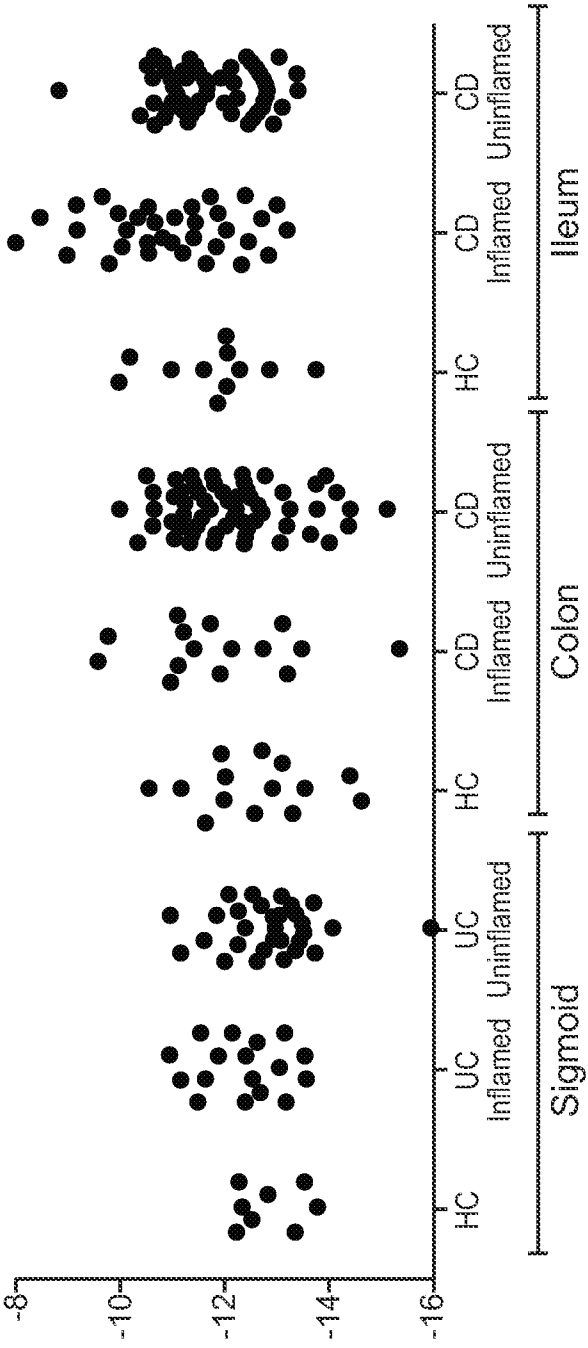 -8
-10
-12
-14
-16
HC
UC
Inflamed
UC
Uninflamed
HC
CD
Inflamed
CD
Uninflamed
HC
CD
Inflamed
CD
Uninflamed
Sigmoid
Colon
Ileum